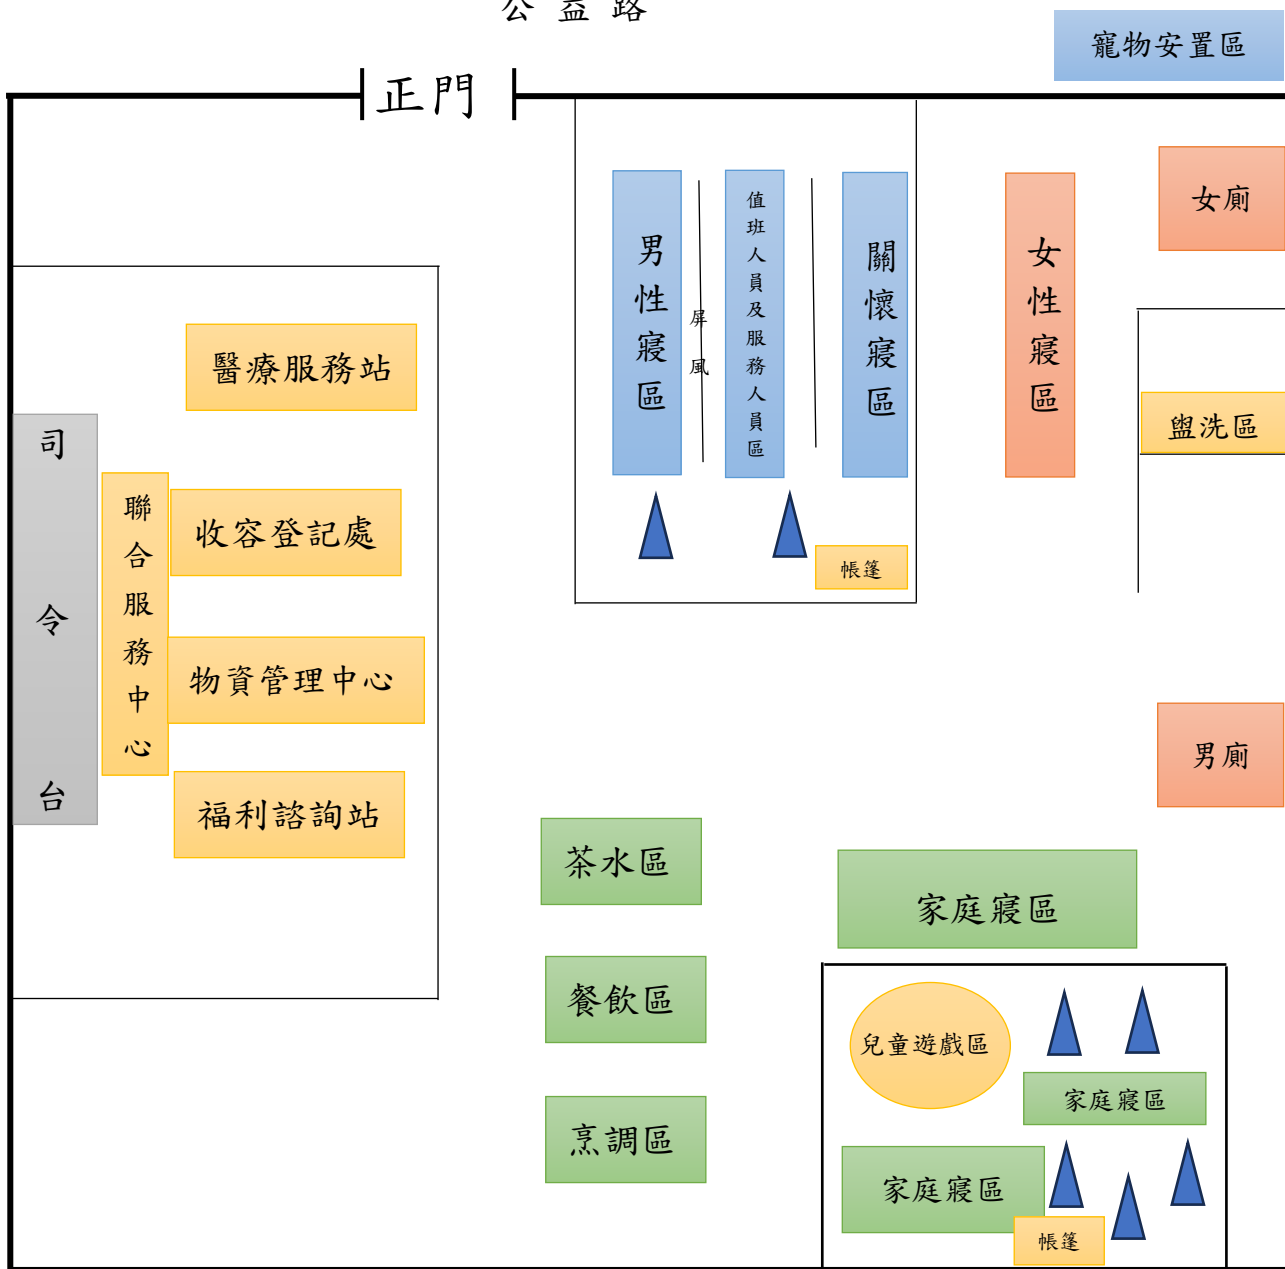 公益路
寵物安置區
正門
男性寢區
屏風
值班人員及服務人員區
關懷寢區
女性寢區
女廁
盥洗區
帳篷
醫療服務站
司令台
聯合服務中心
收容登記處
物資管理中心
福利諮詢站
男廁
茶水區
餐飲區
烹調區
家庭寢區
兒童遊戲區
家庭寢區
家庭寢區
帳篷